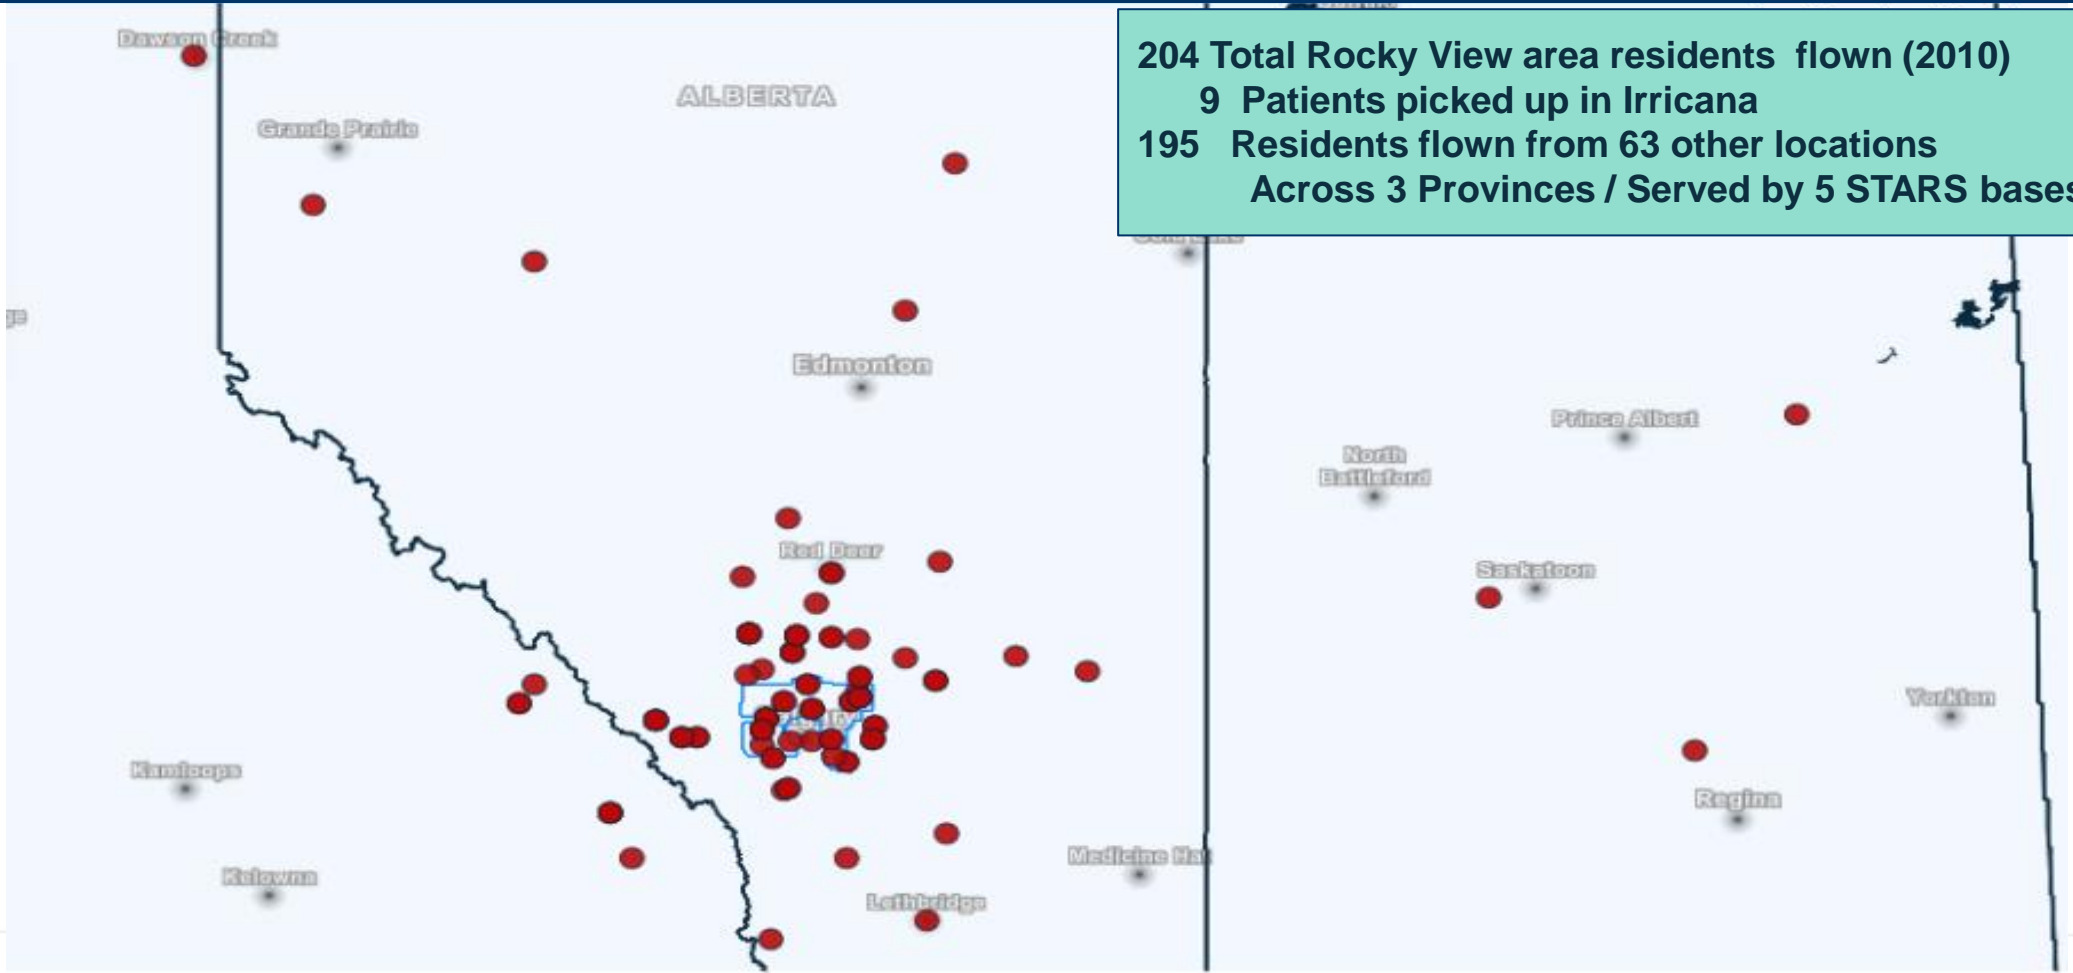 204 Total Rocky View area residents flown (2010)
9 Patients picked up in Irricana
195 Residents flown from 63 other locations
Across 3 Provinces / Served by 5 STARS bases
Dawson Creek
ALBERTA
Grande Prairie
Edmonton
Prince Albert
North
Battleford
Red Deer
Saskatoon
Yorkton
Kamloops
Regina
Medicine Hat
Kelowna
Lethbridge